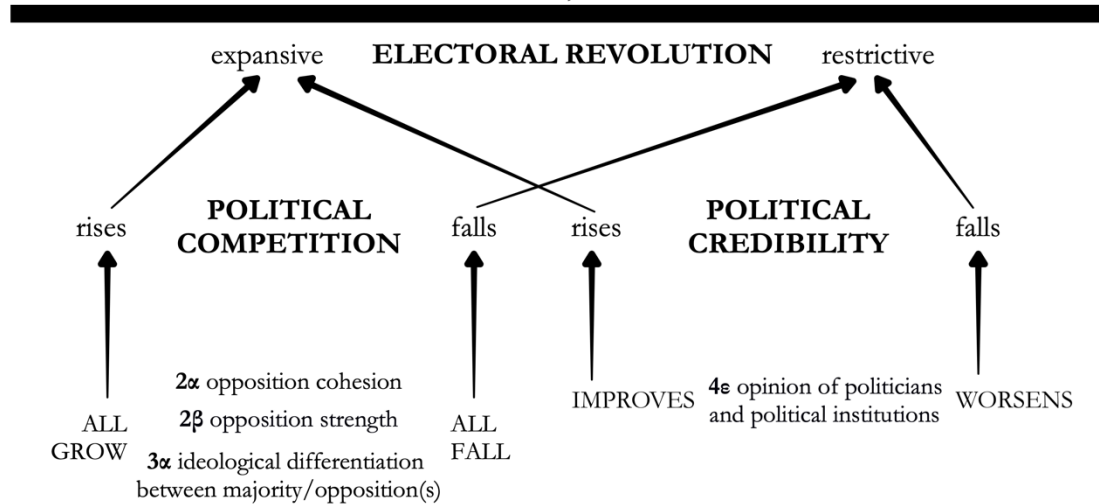 expansive ELECTORAL REVOLUTION restrictive
rises POLITICAL COMPETITION falls rises POLITICAL CREDIBILITY falls
2α opposition cohesion
2β opposition strength
3α ideological differentiation
between majority/opposition(s)
ALL
GROW
ALL
FALL
IMPROVES
4ε opinion of politicians
and political institutions
WORSENS